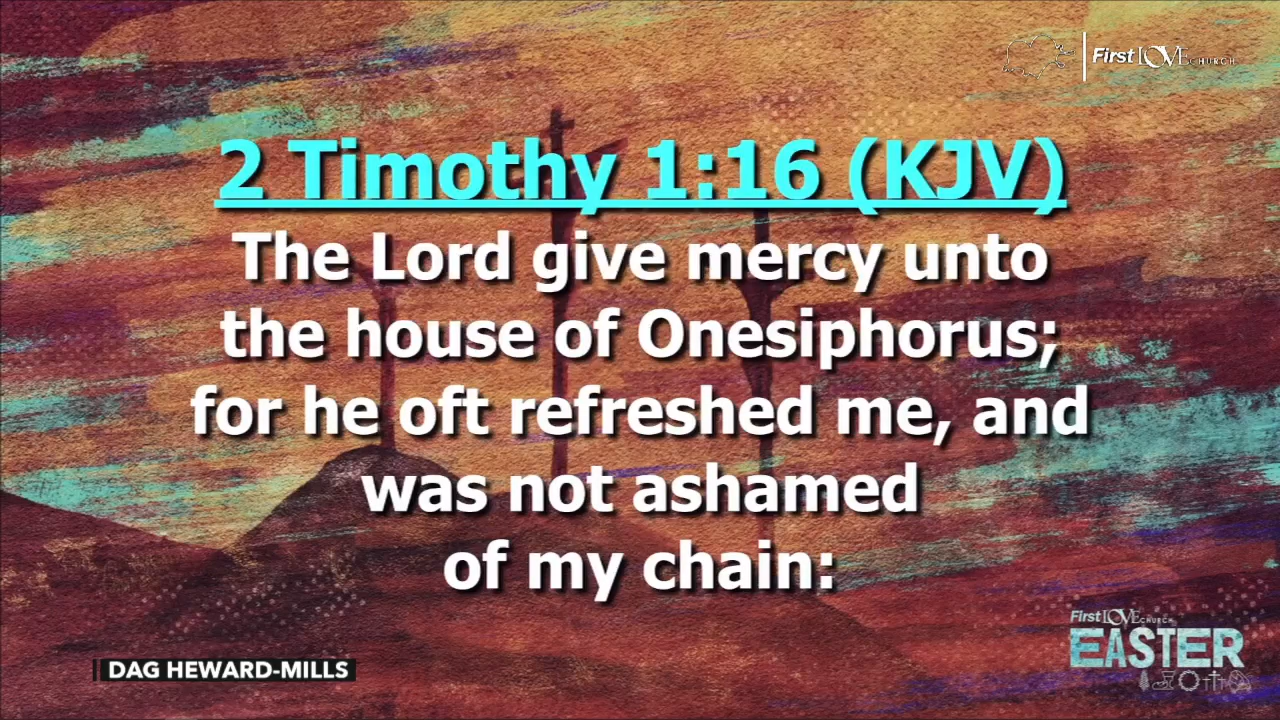 First LOVE CHURCH
2 Timothy 1:16 (KJV)
The Lord give mercy unto
the house of Onesiphorus;
for he oft refreshed me, and
was not ashamed
of my chain:
First LOVE CHURCH
EASTER
DAG HEWARD-MILLS